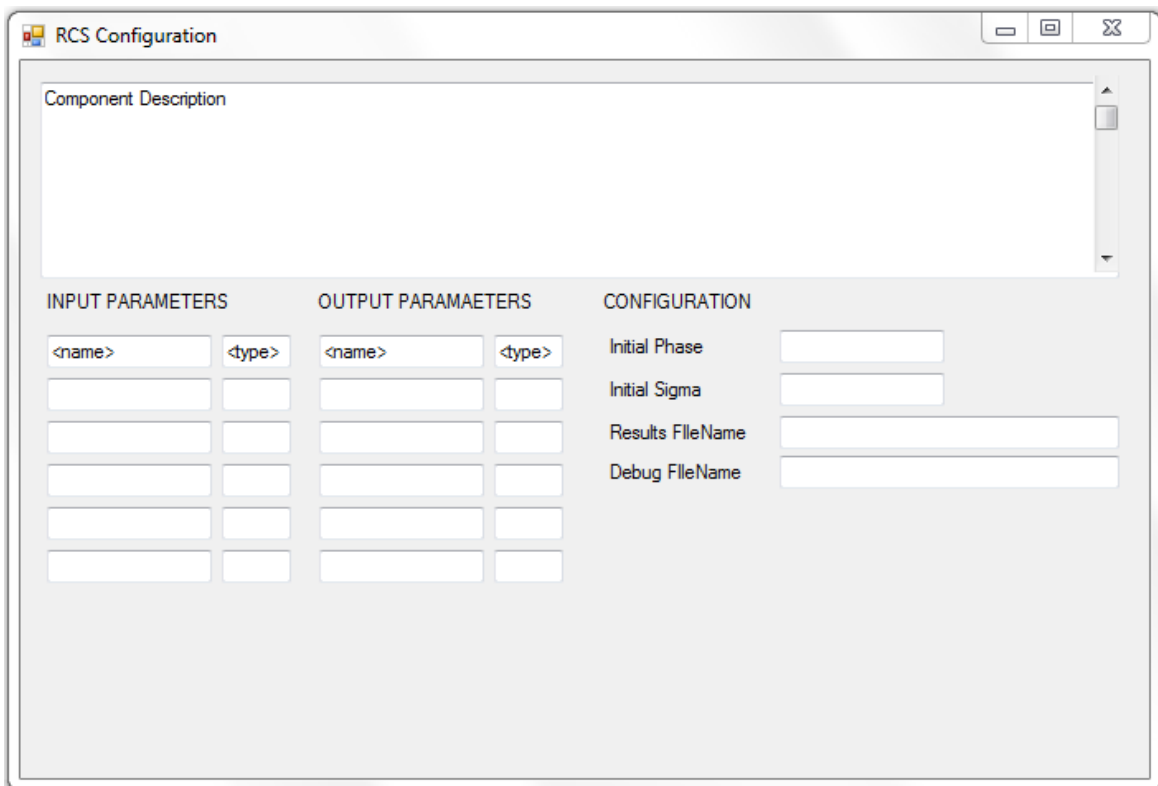 RCS Configuration
Component Description
INPUT PARAMETERS OUTPUT PARAMAETERS CONFIGURATION
<name> <type> <name> <type> Initial Phase
Initial Sigma
Results FIleName
Debug FIleName